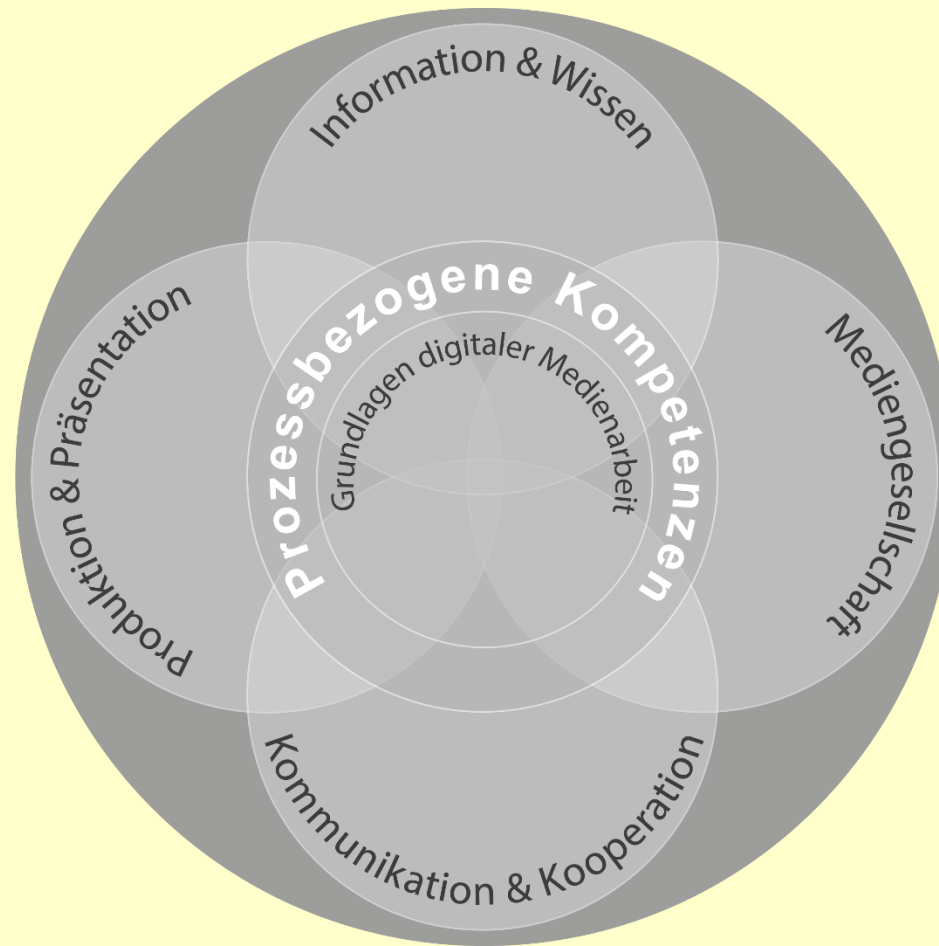 Information & Wissen
Prozessbezogene Kompetenzen
Grundlagen digitaler Medienarbeit
Produktion & Präsentation
Mediengesellschaft
Kommunikation & Kooperation